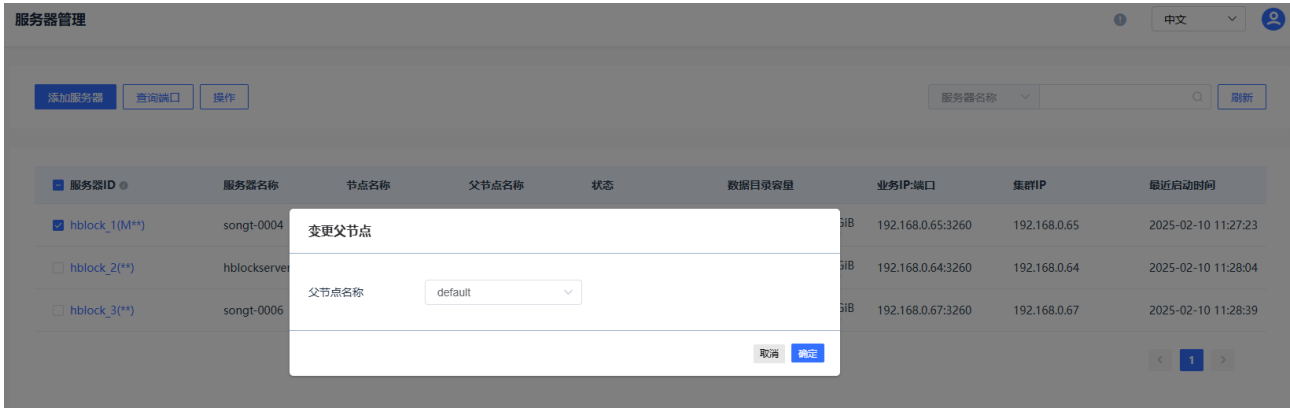 服务器管理
中文
添加服务器 查询端口 操作
服务器名称
刷新
服务器ID 服务器名称 节点名称 父节点名称 状态 数据目录容量 业务IP:端口 集群IP 最近启动时间
hblock_1(M**) songt-0004 GiB 192.168.0.65:3260 192.168.0.65 2025-02-10 11:27:23
hblock_2(**) hblockserver GiB 192.168.0.64:3260 192.168.0.64 2025-02-10 11:28:04
hblock_3(**) songt-0006 GiB 192.168.0.67:3260 192.168.0.67 2025-02-10 11:28:39
变更父节点
父节点名称 default
取消 确定
1